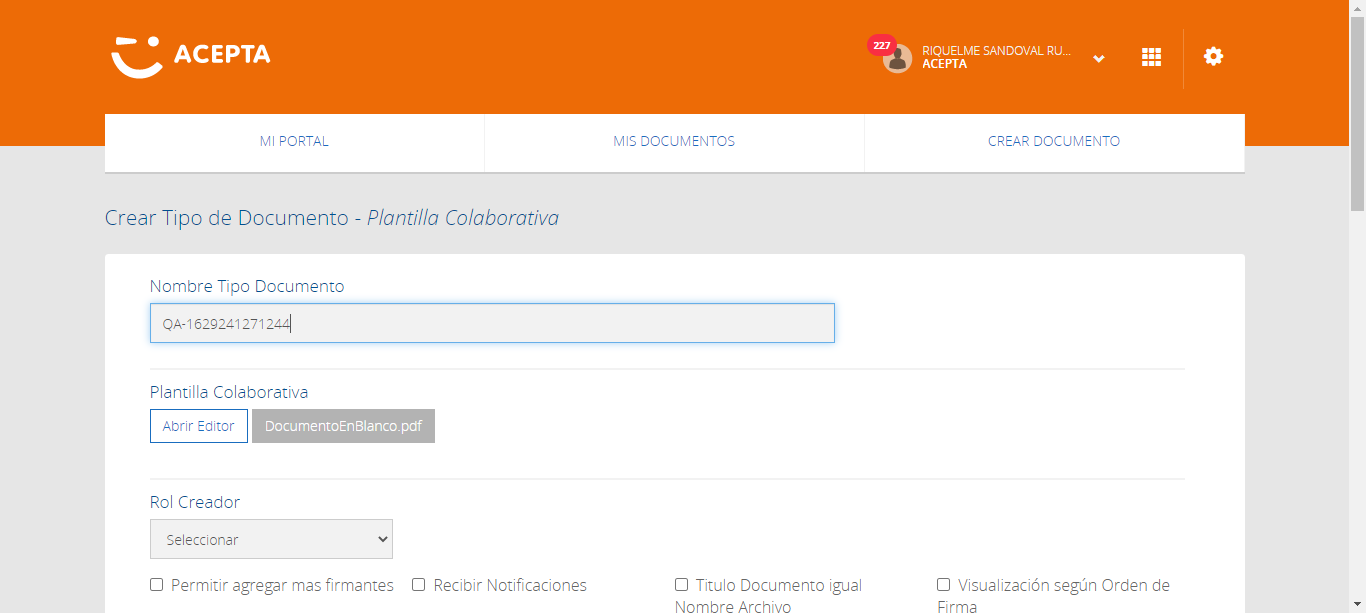 ACEPTA
227
RIQUELME SANDOVAL RU...
ACEPTA
MI PORTAL
MIS DOCUMENTOS
CREAR DOCUMENTO
Crear Tipo de Documento - Plantilla Colaborativa
Nombre Tipo Documento
QA-1629241271244
Plantilla Colaborativa
Abrir Editor
DocumentoEnBlanco.pdf
Rol Creador
Seleccionar
Permitir agregar mas firmantes
Recibir Notificaciones
Titulo Documento igual
Nombre Archivo
Visualización según Orden de
Firma